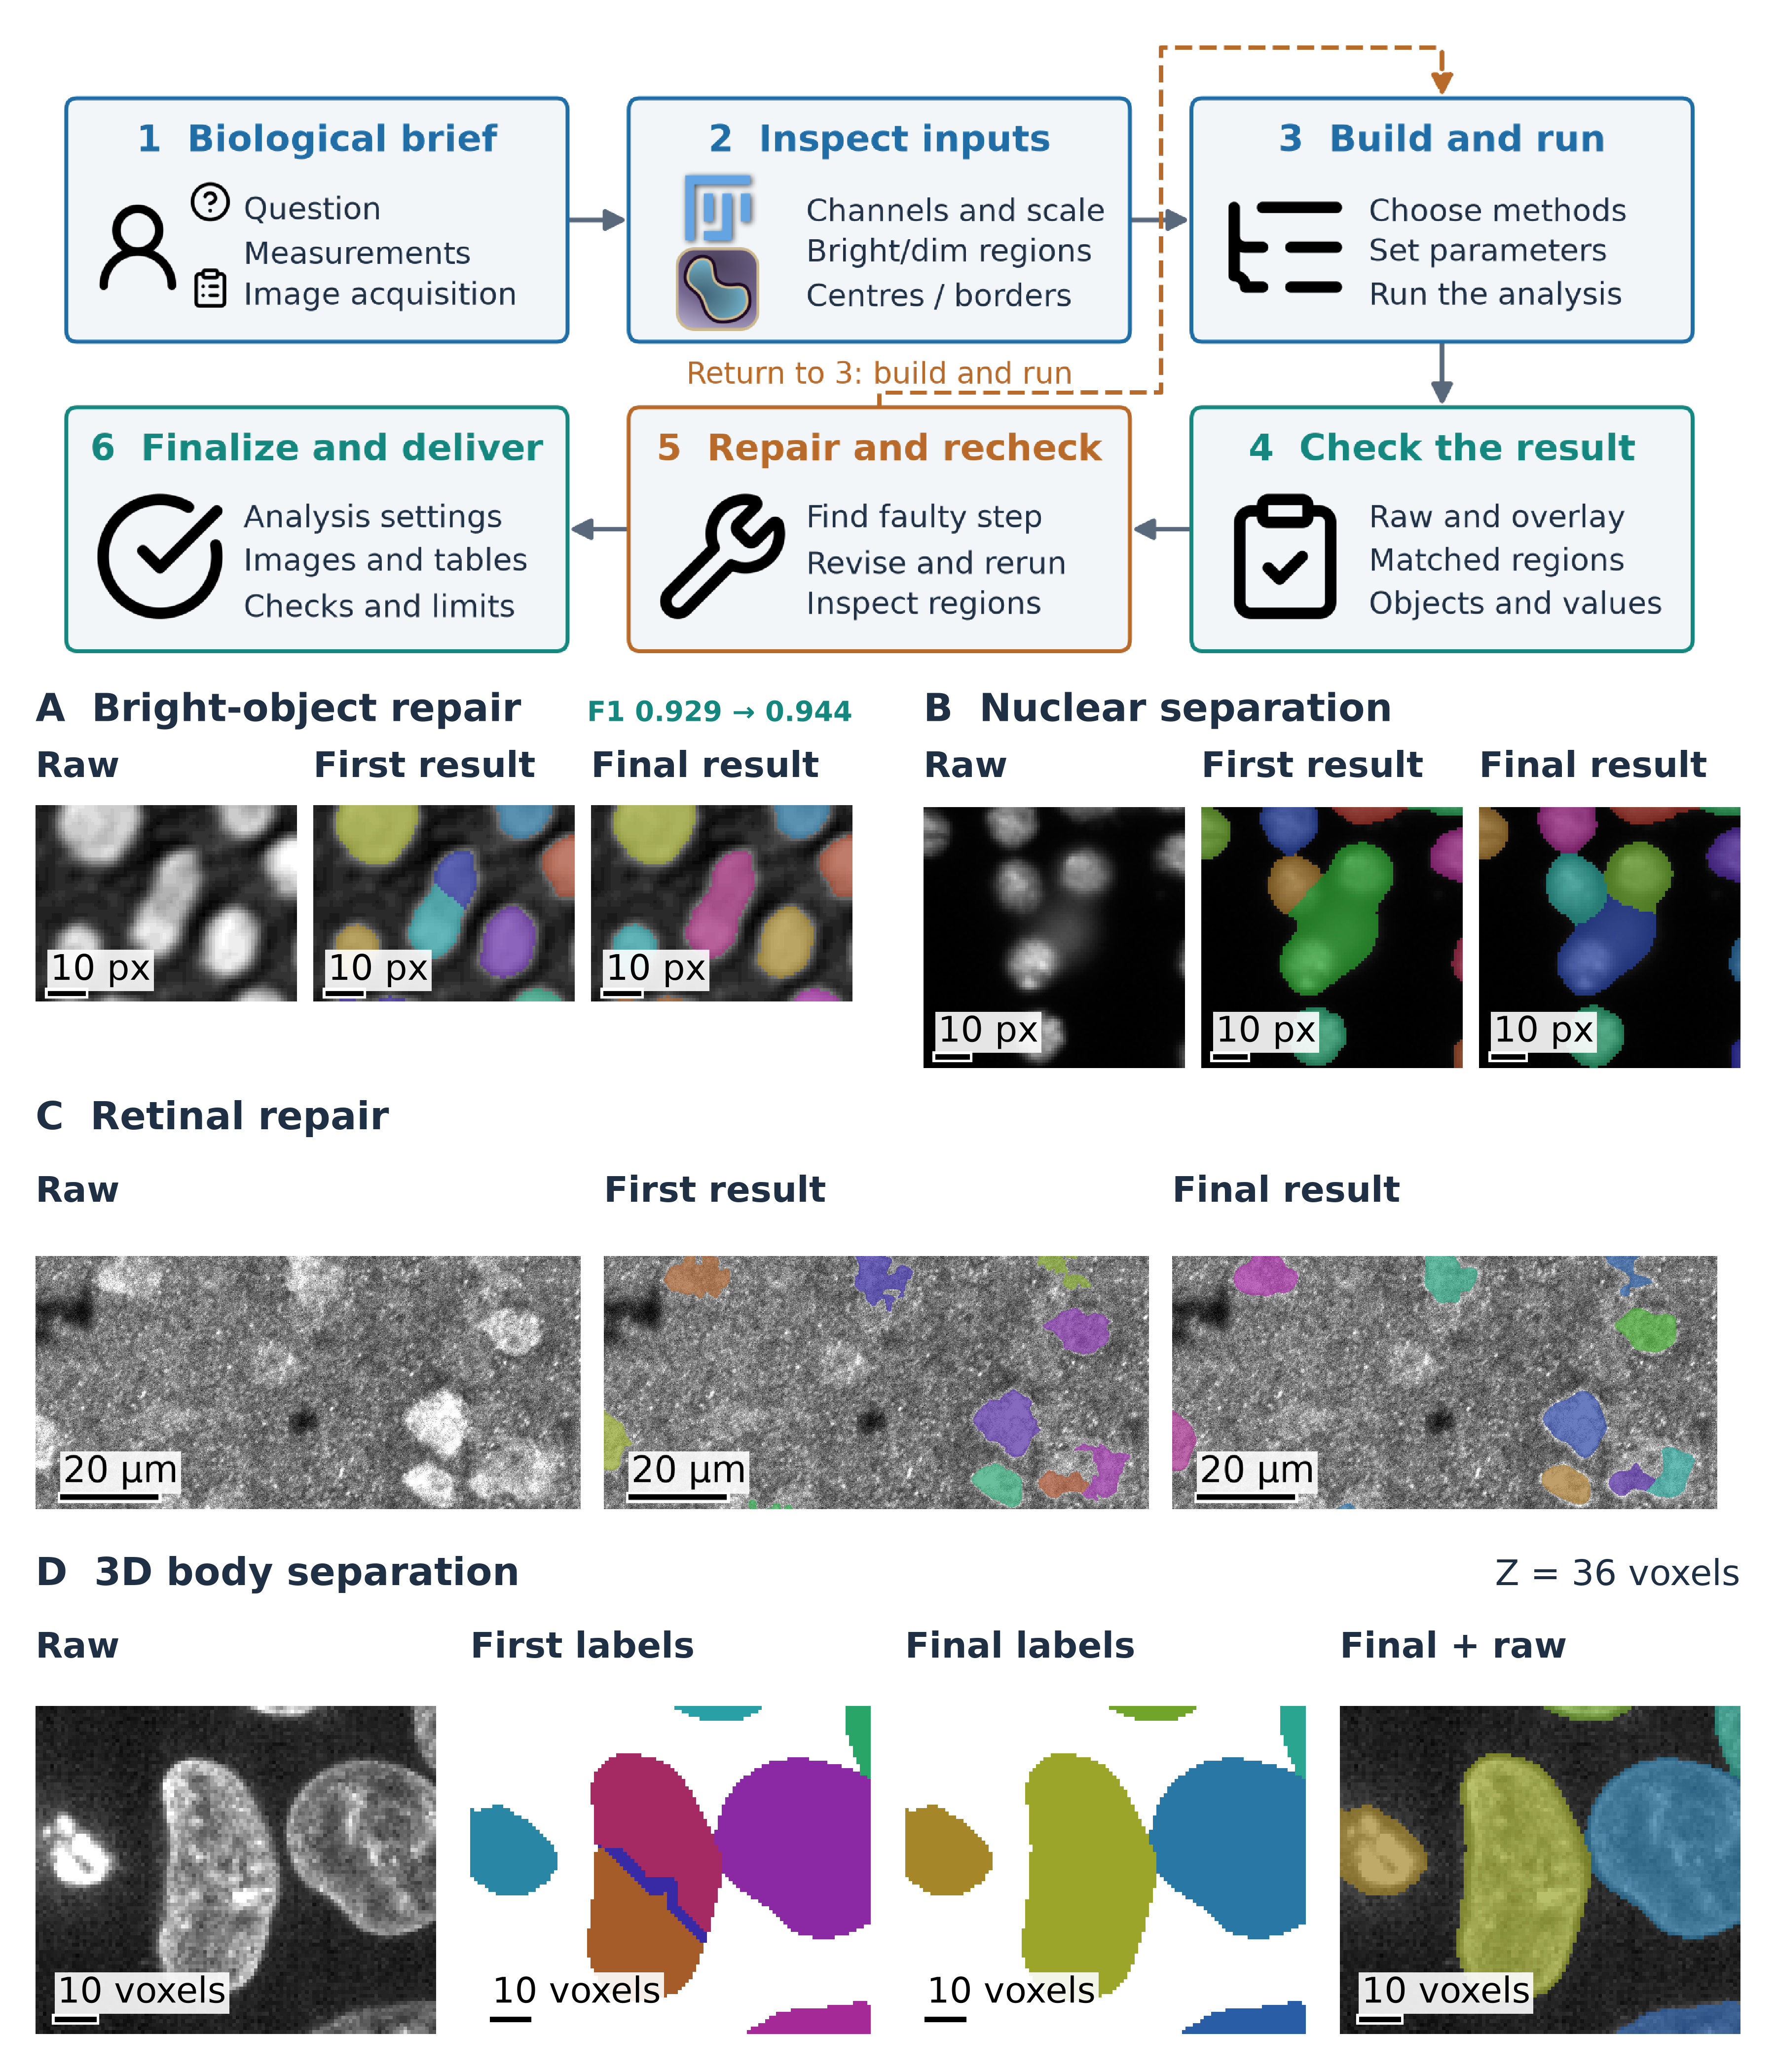 1 Biological brief
Question
Measurements
Image acquisition
2 Inspect inputs
Channels and scale
Bright/dim regions
Centres / borders
3 Build and run
Choose methods
Set parameters
Run the analysis
Return to 3: build and run
6 Finalize and deliver
Analysis settings
Images and tables
Checks and limits
5 Repair and recheck
Find faulty step
Revise and rerun
Inspect regions
4 Check the result
Raw and overlay
Matched regions
Objects and values
A Bright-object repair
F1 0.929 → 0.944
Raw
First result
Final result
10 px
10 px
10 px
B Nuclear separation
Raw
First result
Final result
10 px
10 px
10 px
C Retinal repair
Raw
First result
Final result
20 µm
20 µm
20 µm
D 3D body separation
Z = 36 voxels
Raw
First labels
Final labels
Final + raw
10 voxels
10 voxels
10 voxels
10 voxels